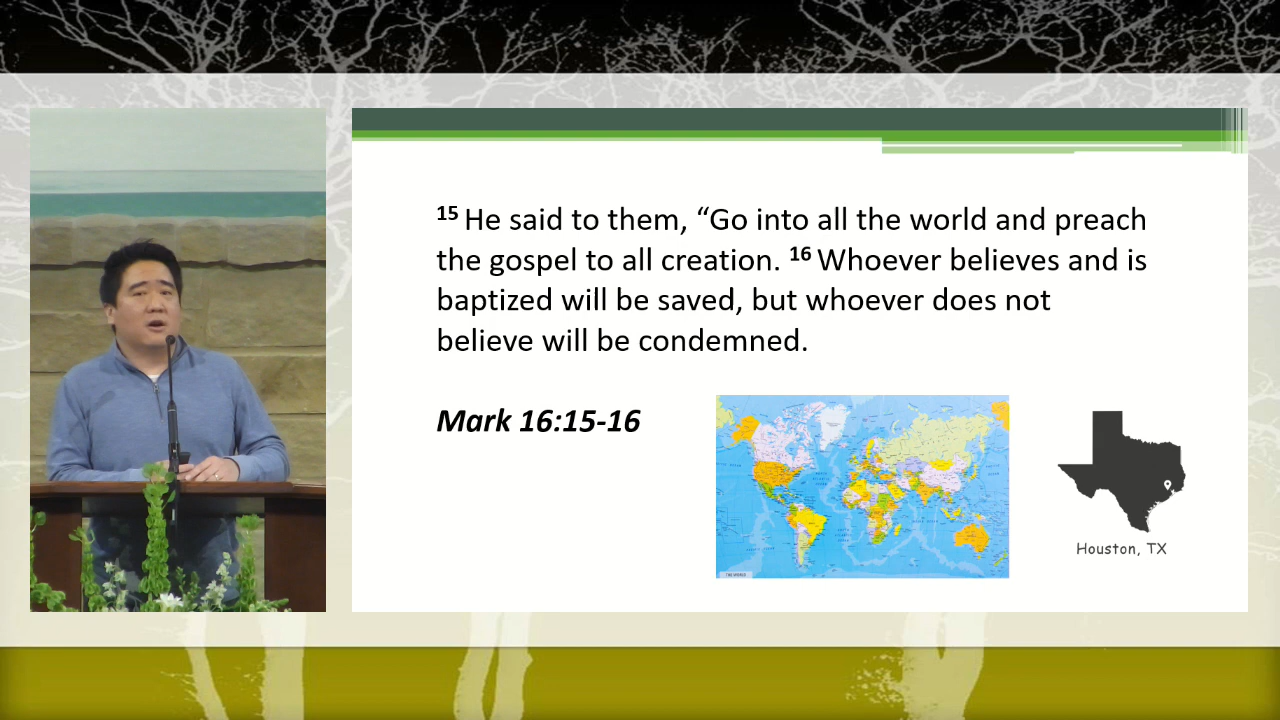 15 He said to them, “Go into all the world and preach
the gospel to all creation. 16 Whoever believes and is
baptized will be saved, but whoever does not
believe will be condemned.
Mark 16:15-16
THE WORLD
Houston, TX